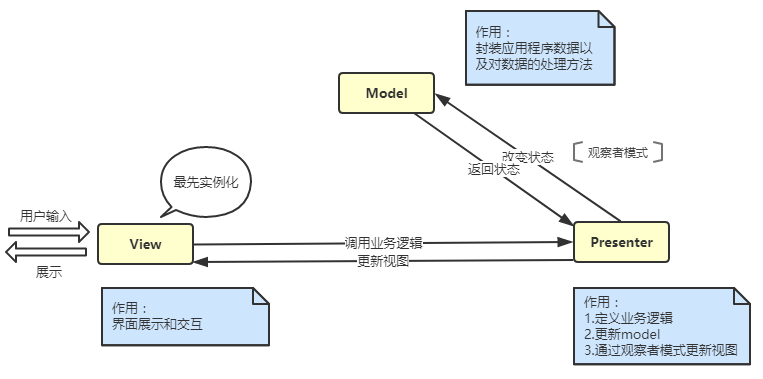 作用：
封装应用程序数据以
及对数据的处理方法
Model
改变状态
观察者模式
返回状态
最先实例化
用户输入
View
调用业务逻辑
Presenter
更新视图
展示
作用：
界面展示和交互
作用：
1.定义业务逻辑
2.更新model
3.通过观察者模式更新视图